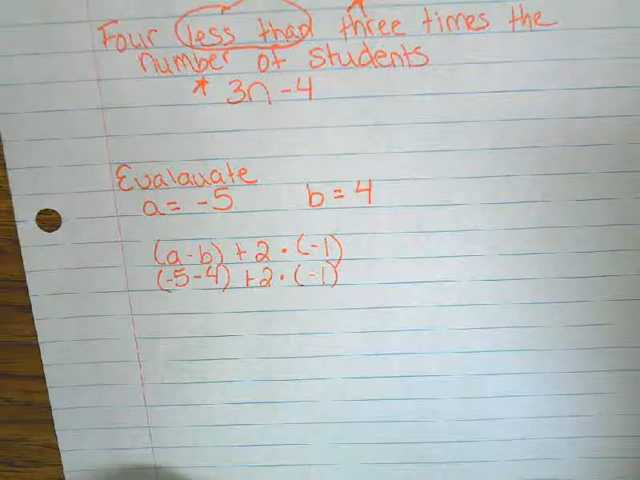 Four less than three times the
number of students
* 3n - 4
Evalauate
a = -5 b = 4
(a - b) + 2 · (-1)
(-5 - 4) + 2 · (-1)